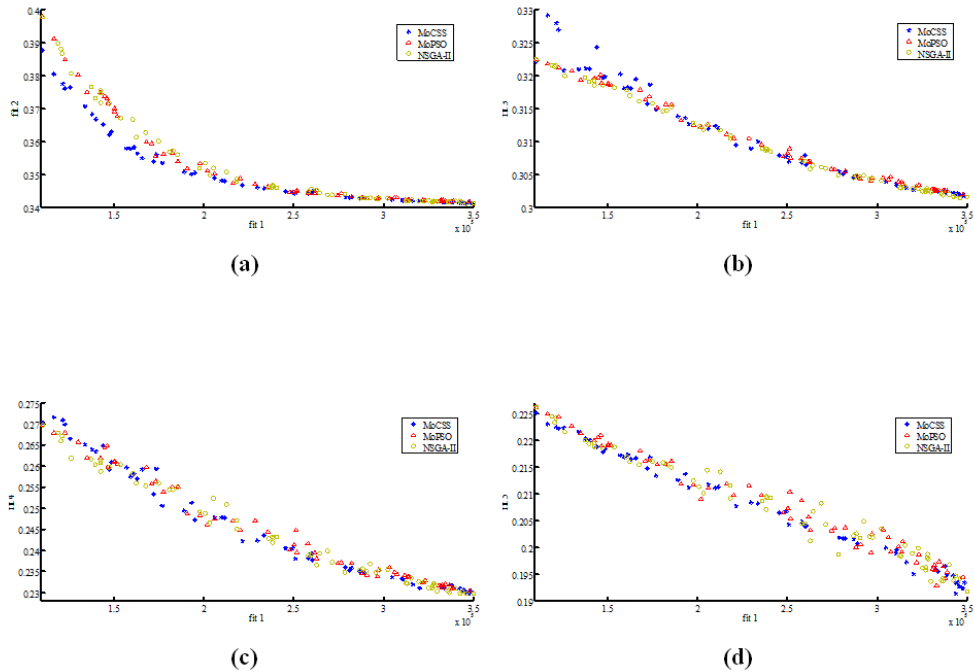 0.4
0.39
0.38
0.37
0.36
0.35
0.34
fit 2
MoCSS
MoPSO
NSGA-II
1.5
2
2.5
3
3.5
fit 1
x 10⁵
(a)
0.33
0.325
0.32
0.315
0.31
0.305
0.3
MoCSS
MoPSO
NSGA-II
1.5
2
2.5
3
3.5
fit 1
x 10⁵
(b)
0.275
0.27
0.265
0.26
0.255
0.25
0.245
0.24
0.235
0.23
MoCSS
MoPSO
NSGA-II
1.5
2
2.5
3
3.5
fit 1
x 10⁵
(c)
0.225
0.22
0.215
0.21
0.205
0.2
0.195
0.19
MoCSS
MoPSO
NSGA-II
1.5
2
2.5
3
3.5
fit 1
x 10⁵
(d)